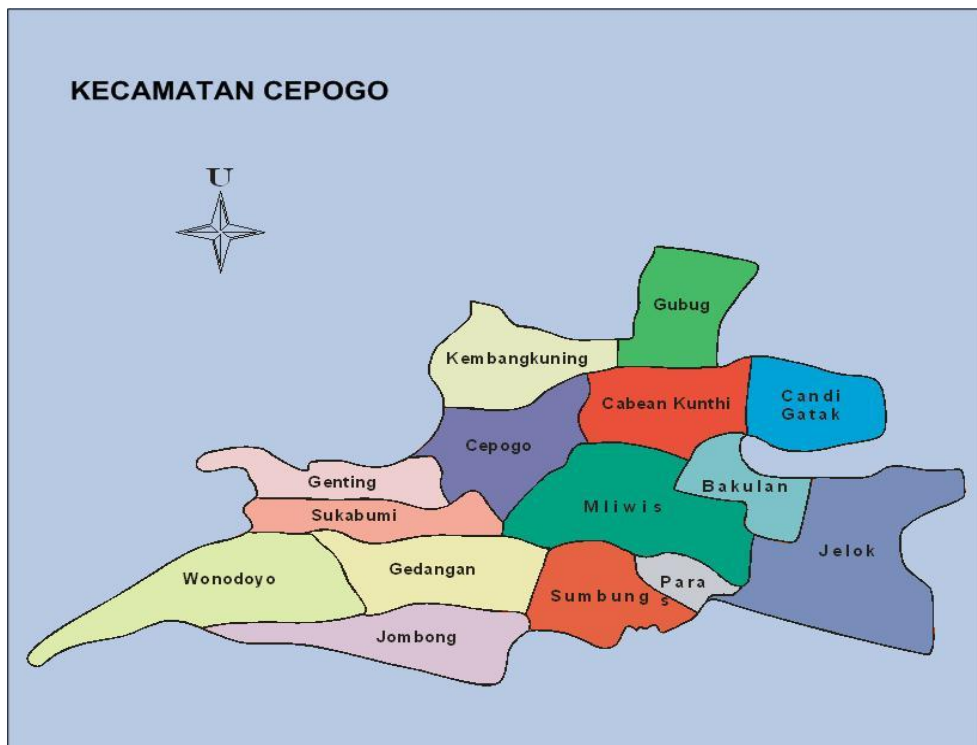 KECAMATAN CEPOGO
U
Gubug
Kembangkuning
Cabean Kunthi
Candi
Gatak
Cepogo
Genting
Bakulan
Mliwis
Sukabumi
Jelok
Gedangan
Wonodoyo
Sumbung
Para
s
Jombong